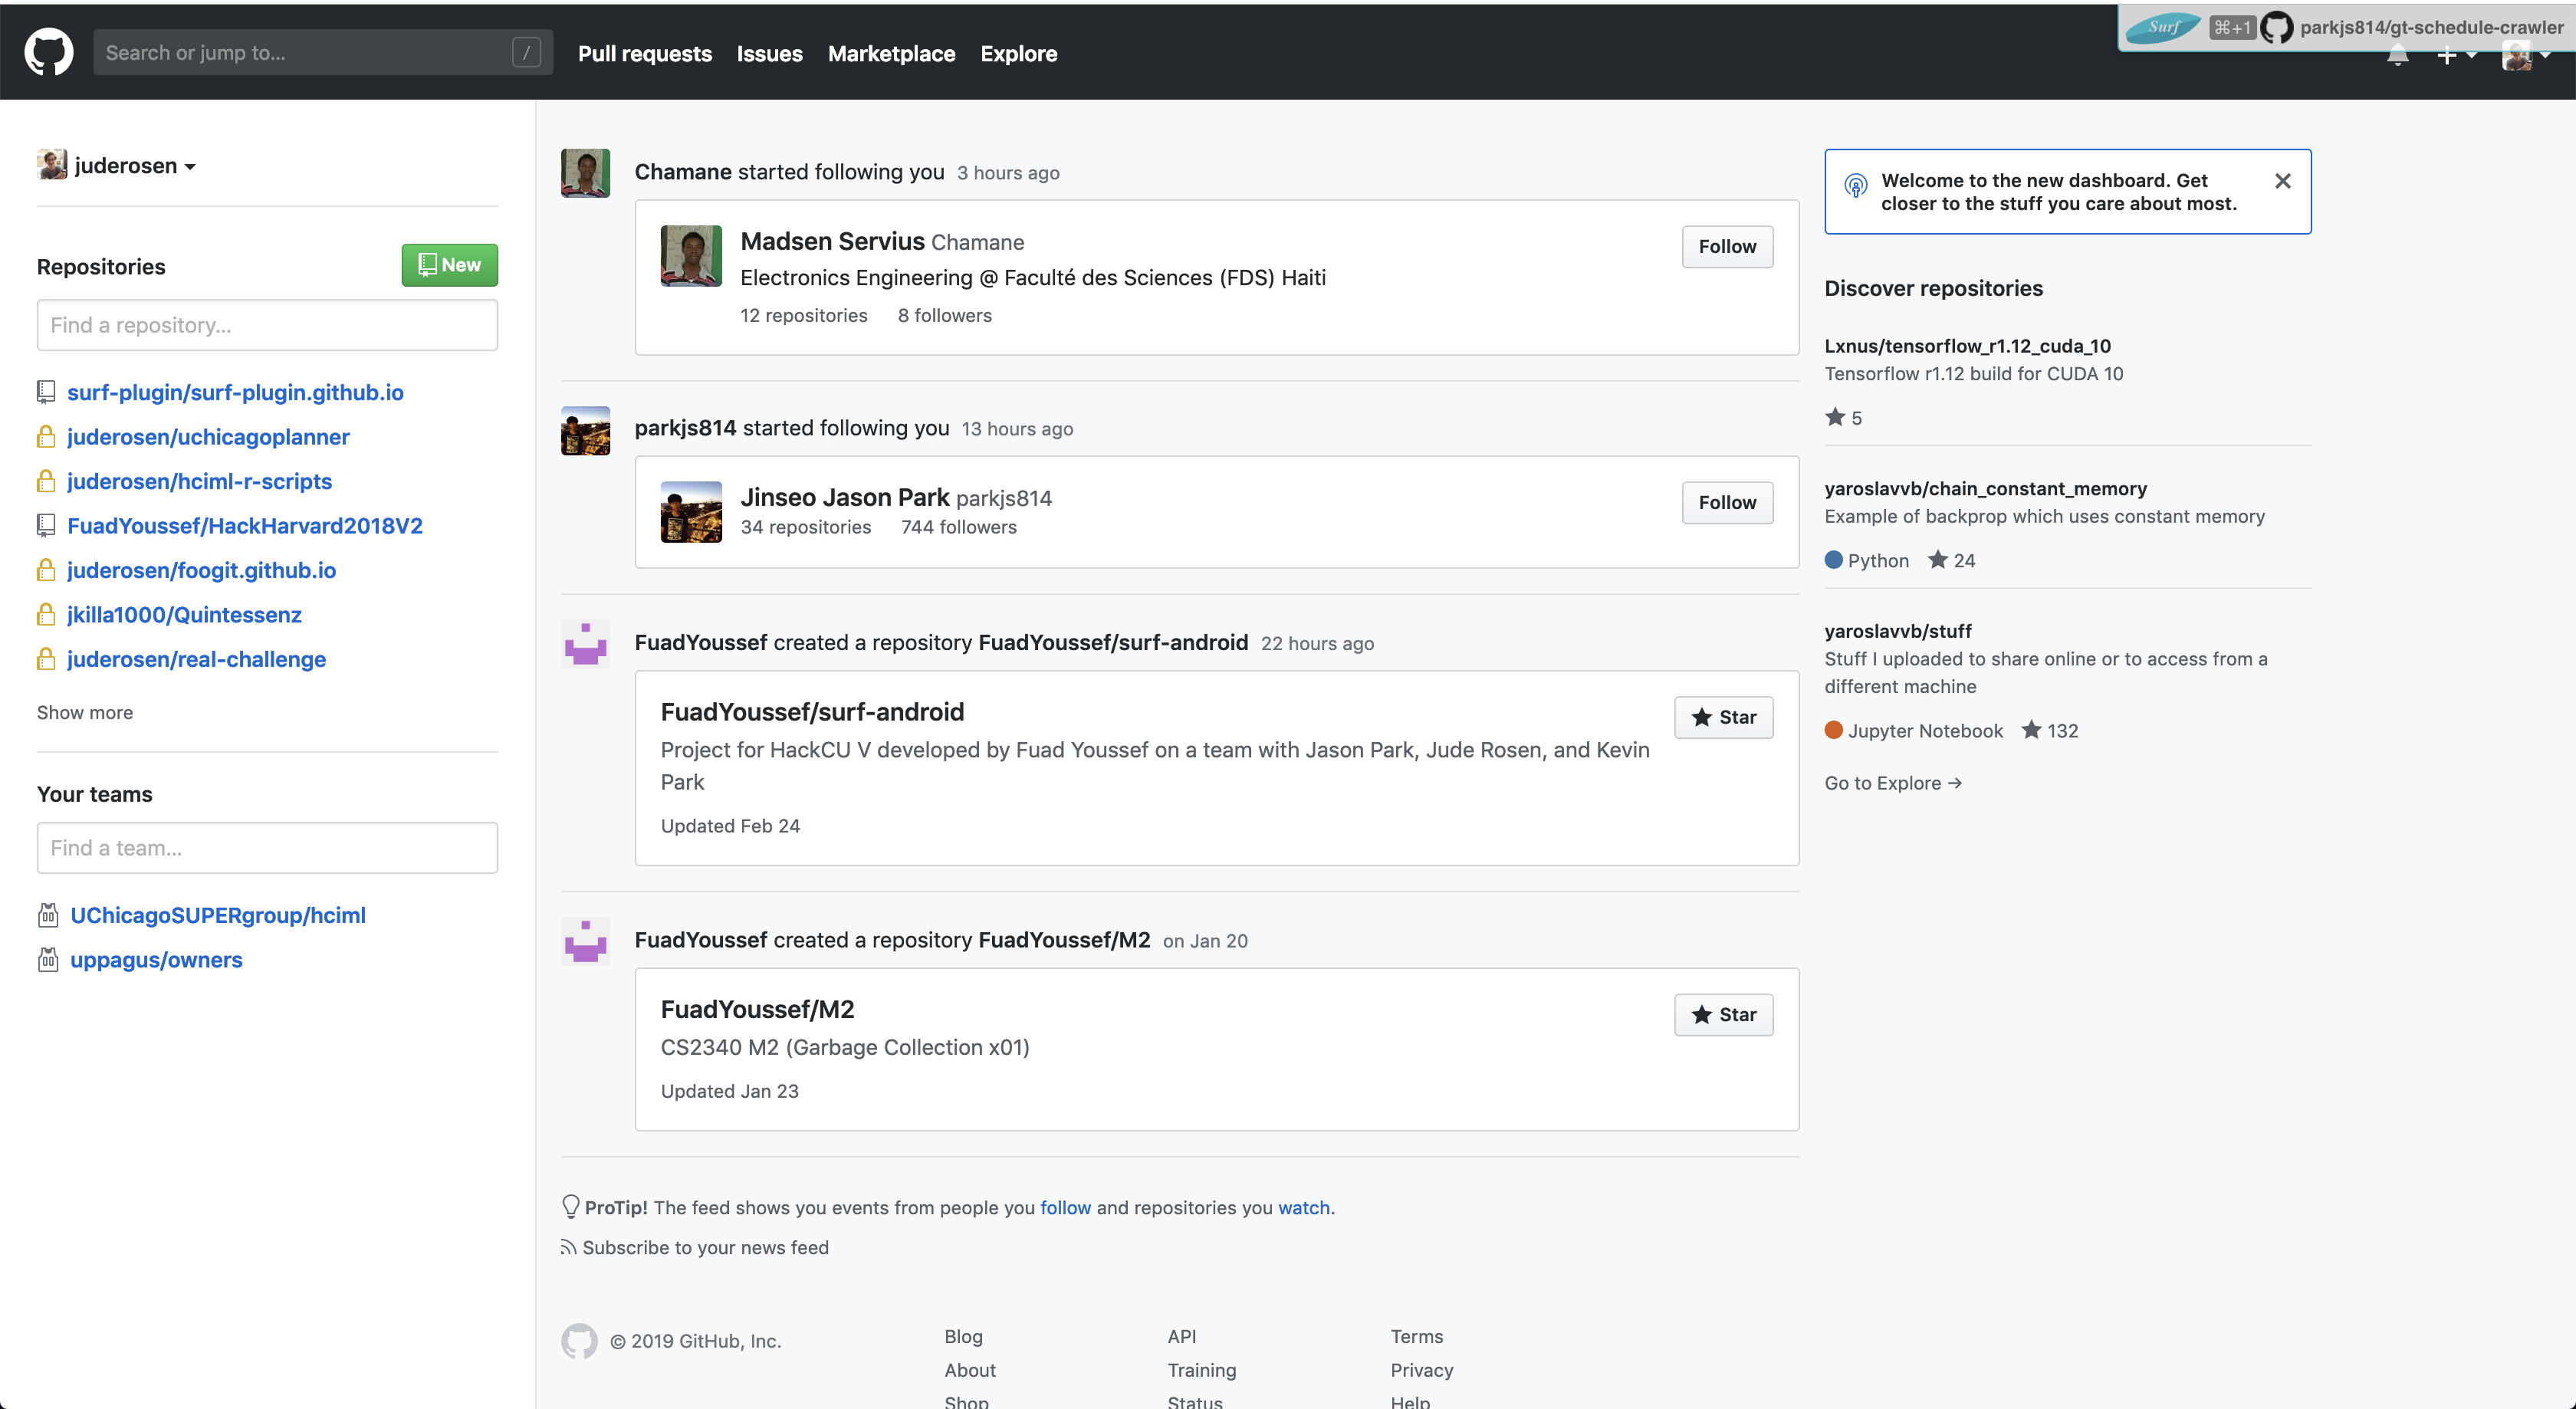 Search or jump to...
/
Pull requests
Issues
Marketplace
Explore
Surf
⌘+1
parkjs814/gt-schedule-crawler
juderosen
Repositories
New
Find a repository...
surf-plugin/surf-plugin.github.io
juderosen/uchicagoplanner
juderosen/hciml-r-scripts
FuadYoussef/HackHarvard2018V2
juderosen/foogit.github.io
jkilla1000/Quintessenz
juderosen/real-challenge
Show more
Your teams
Find a team...
UChicagoSUPERgroup/hciml
uppagus/owners
Chamane started following you 3 hours ago
Madsen Servius Chamane
Follow
Electronics Engineering @ Faculté des Sciences (FDS) Haiti
12 repositories 8 followers
parkjs814 started following you 13 hours ago
Jinseo Jason Park parkjs814
Follow
34 repositories 744 followers
FuadYoussef created a repository FuadYoussef/surf-android 22 hours ago
FuadYoussef/surf-android
Star
Project for HackCU V developed by Fuad Youssef on a team with Jason Park, Jude Rosen, and Kevin
Park
Updated Feb 24
FuadYoussef created a repository FuadYoussef/M2 on Jan 20
FuadYoussef/M2
Star
CS2340 M2 (Garbage Collection x01)
Updated Jan 23
ProTip! The feed shows you events from people you follow and repositories you watch.
Subscribe to your news feed
Welcome to the new dashboard. Get
closer to the stuff you care about most.
Discover repositories
Lxnus/tensorflow_r1.12_cuda_10
Tensorflow r1.12 build for CUDA 10
5
yaroslavvb/chain_constant_memory
Example of backprop which uses constant memory
Python 24
yaroslavvb/stuff
Stuff I uploaded to share online or to access from a
different machine
Jupyter Notebook 132
Go to Explore →
© 2019 GitHub, Inc.
Blog
About
Shop
API
Training
Status
Terms
Privacy
Help